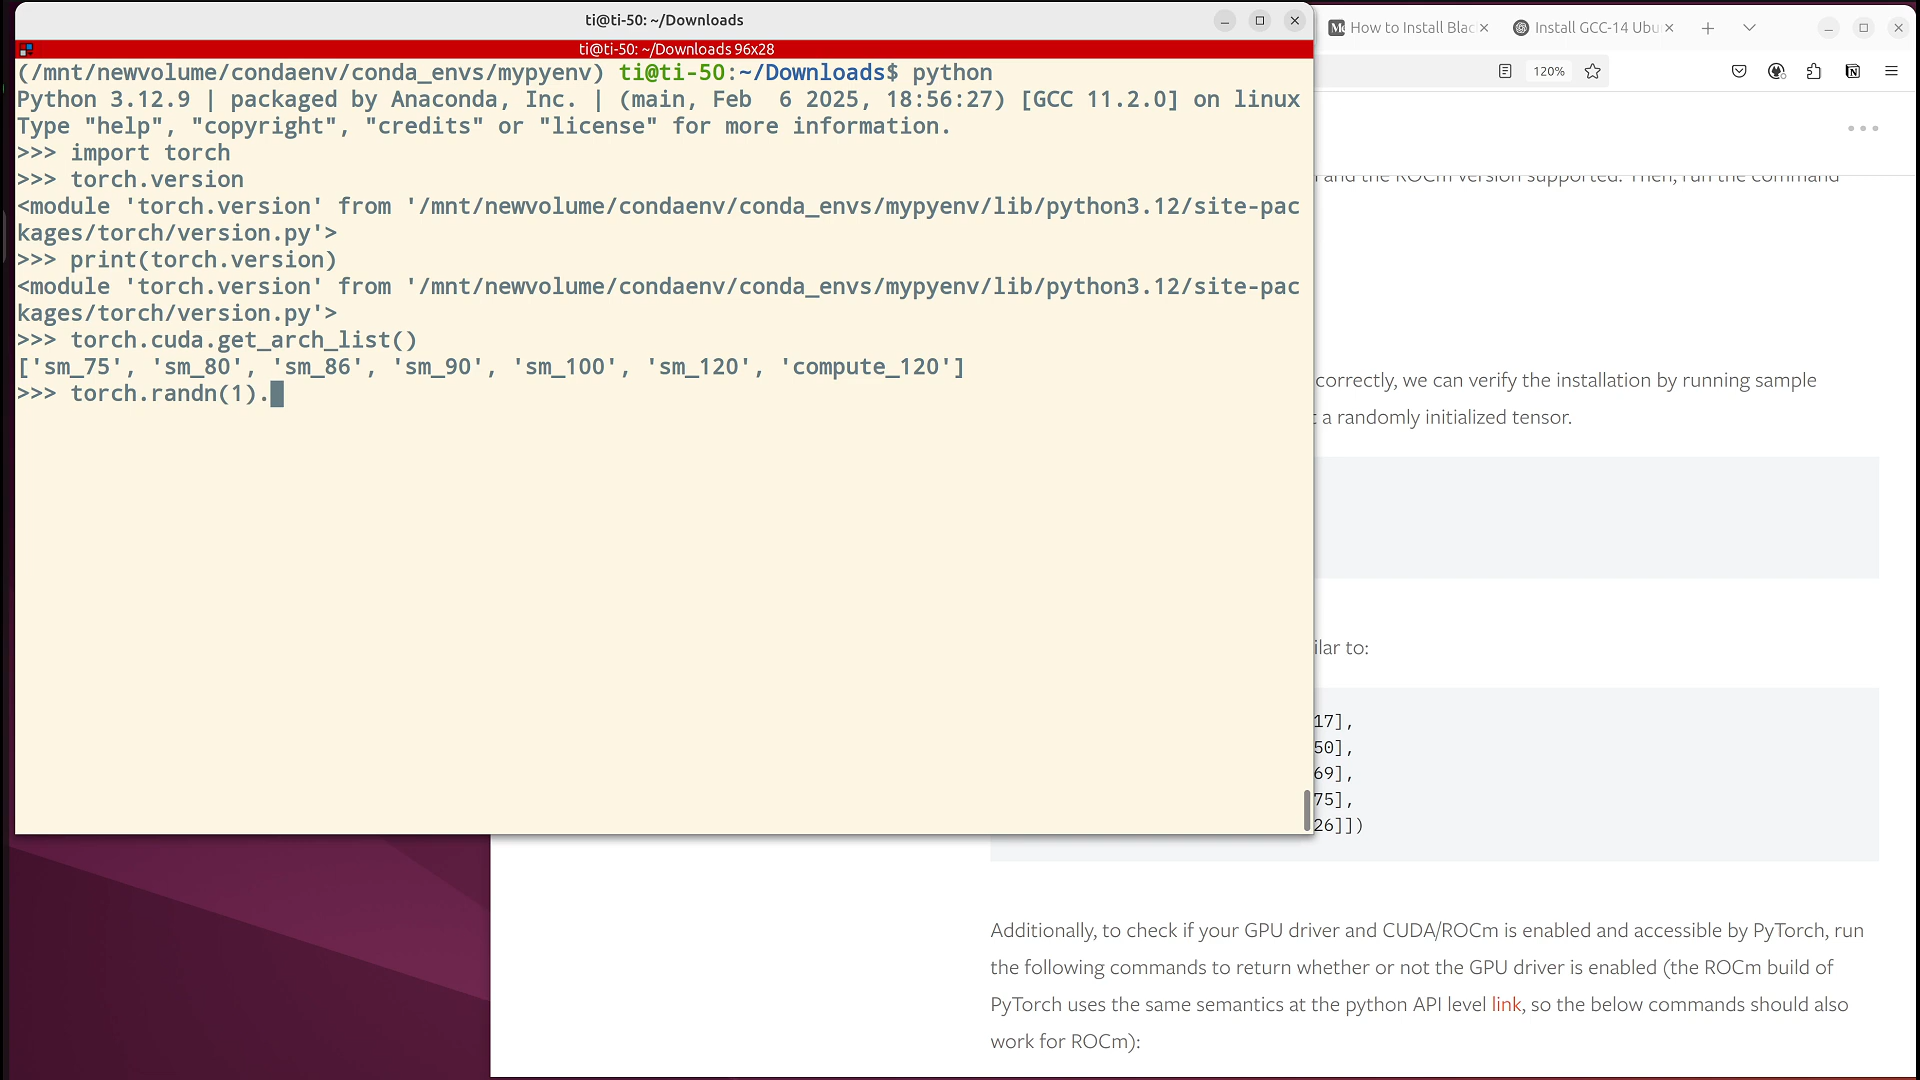 ti@ti-50: ~/Downloads
ti@ti-50: ~/Downloads 96x28
(/mnt/newvolume/condaenv/conda_envs/mypyenv) ti@ti-50:~/Downloads$ python
Python 3.12.9 | packaged by Anaconda, Inc. | (main, Feb  6 2025, 18:56:27) [GCC 11.2.0] on linux
Type "help", "copyright", "credits" or "license" for more information.
>>> import torch
>>> torch.version
<module 'torch.version' from '/mnt/newvolume/condaenv/conda_envs/mypyenv/lib/python3.12/site-pac
kages/torch/version.py'>
>>> print(torch.version)
<module 'torch.version' from '/mnt/newvolume/condaenv/conda_envs/mypyenv/lib/python3.12/site-pac
kages/torch/version.py'>
>>> torch.cuda.get_arch_list()
['sm_75', 'sm_80', 'sm_86', 'sm_90', 'sm_100', 'sm_120', 'compute_120']
>>> torch.randn(1).
How to Install Blac
Install GCC-14 Ubu
120%
and the ROCm version supported. Then, run the command
correctly, we can verify the installation by running sample
a randomly initialized tensor.
ilar to:
17],
50],
69],
75],
26]])
Additionally, to check if your GPU driver and CUDA/ROCm is enabled and accessible by PyTorch, run
the following commands to return whether or not the GPU driver is enabled (the ROCm build of
PyTorch uses the same semantics at the python API level link, so the below commands should also
work for ROCm):